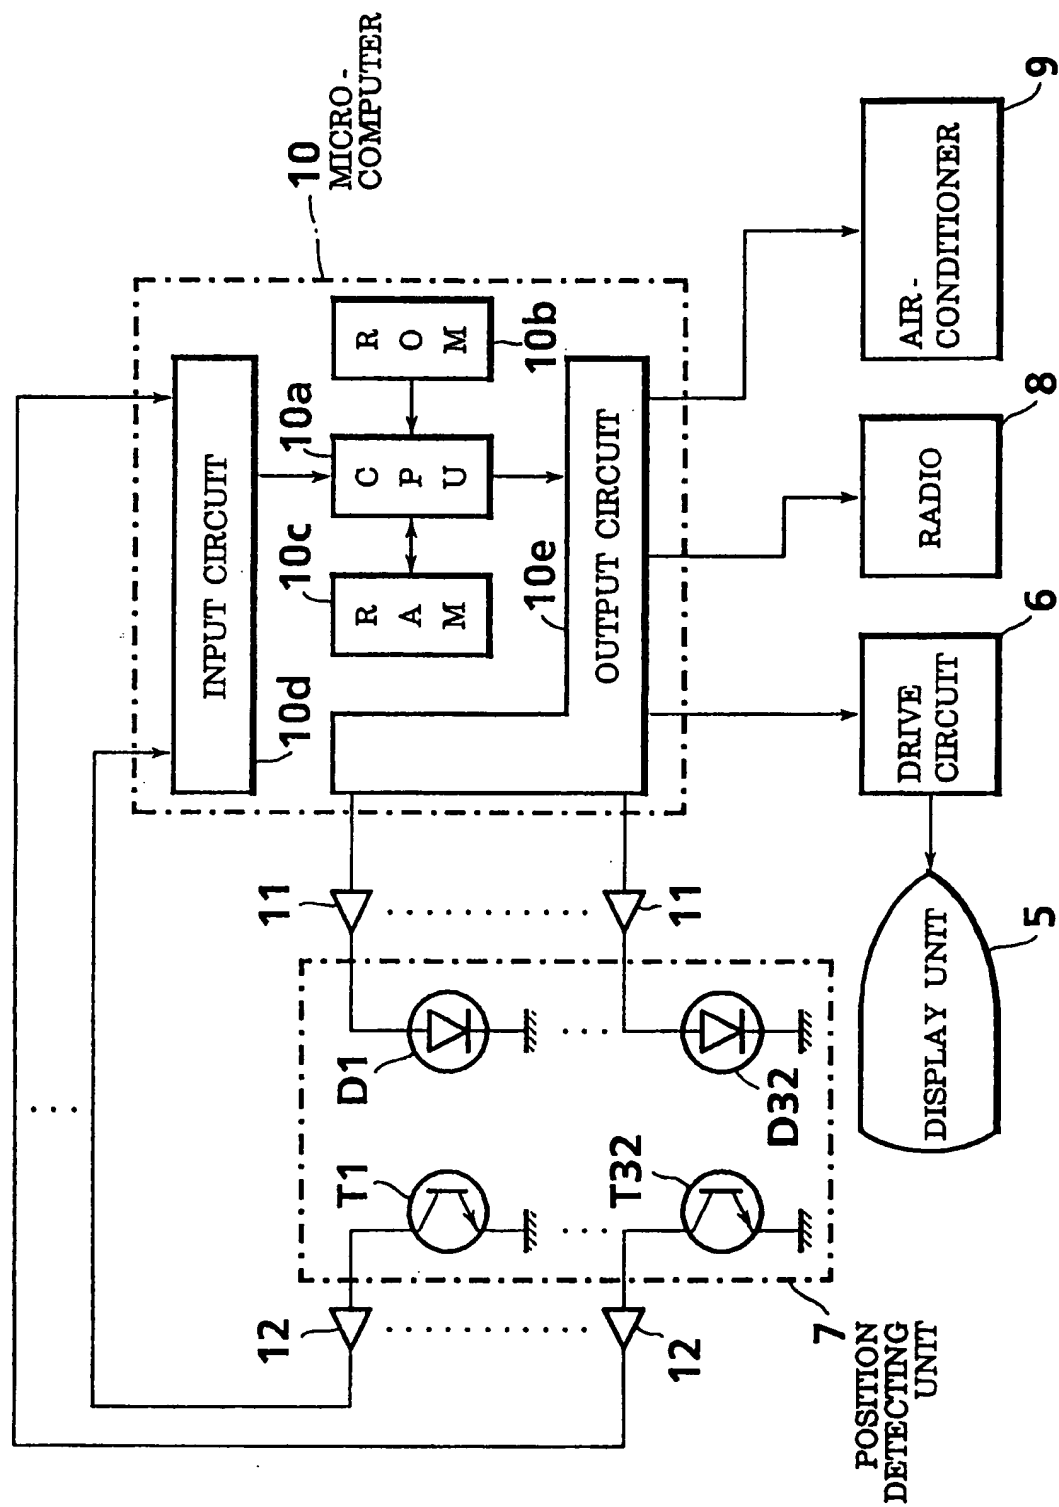 INPUT CIRCUIT
10d
10
MICRO-
COMPUTER
12
11
T1
D1
10c
R
A
M
10a
C
P
U
R
O
M
10b
10e
OUTPUT CIRCUIT
T32
D32
12
11
7
POSITION
DETECTING
UNIT
DISPLAY UNIT
5
DRIVE
CIRCUIT
6
RADIO
8
AIR-
CONDITIONER
9